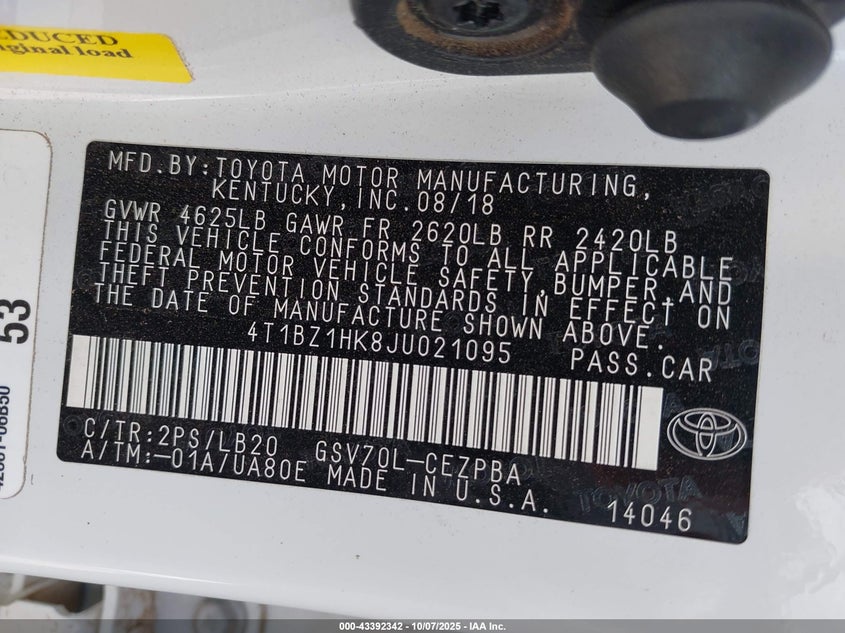 EDUCED
iginal load
53
MFD.BY:TOYOTA MOTOR MANUFACTURING,
KENTUCKY,INC.08/18
GVWR 4625LB GAWR FR 2620LB RR 2420LB
THIS VEHICLE CONFORMS TO ALL APPLICABLE
FEDERAL MOTOR VEHICLE SAFETY,BUMPER,AND
THEFT PREVENTION STANDARDS IN EFFECT ON
THE DATE OF MANUFACTURE SHOWN ABOVE.
4T1BZ1HK8JU021095 PASS.CAR
C/TR:2PS/LB20 GSV70L-CEZPBA
A/TM:-01A/UA80E MADE IN U.S.A.
TOYOTA
14046
000-43392342 - 10/07/2025 - IAA Inc.